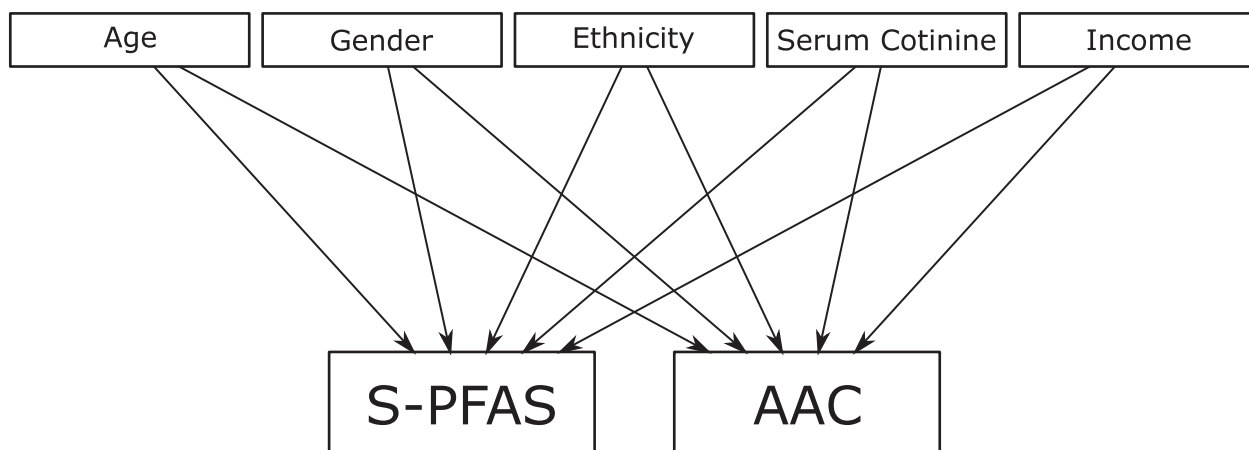 Age
Gender
Ethnicity
Serum Cotinine
Income
S-PFAS
AAC